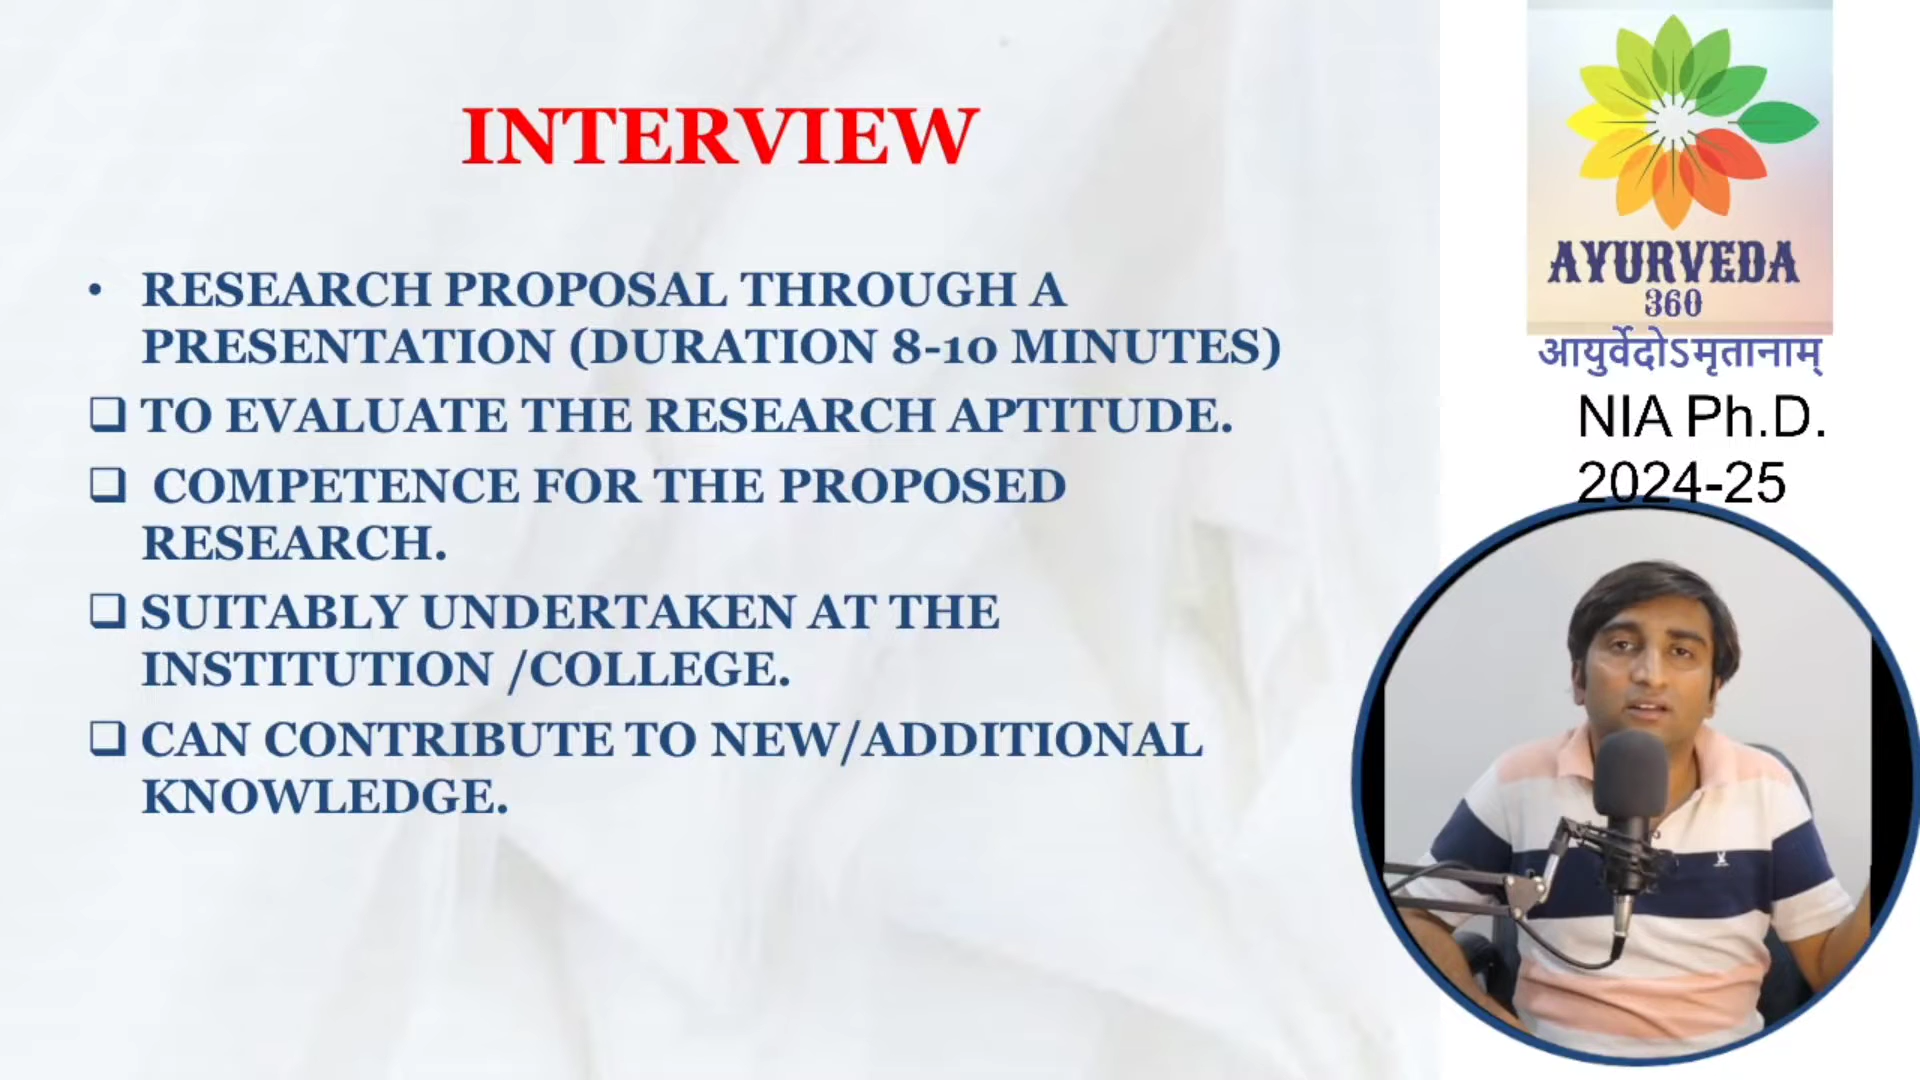 INTERVIEW
• RESEARCH PROPOSAL THROUGH A
PRESENTATION (DURATION 8-10 MINUTES)
❑ TO EVALUATE THE RESEARCH APTITUDE.
❑ COMPETENCE FOR THE PROPOSED
RESEARCH.
❑ SUITABLY UNDERTAKEN AT THE
INSTITUTION /COLLEGE.
❑ CAN CONTRIBUTE TO NEW/ADDITIONAL
KNOWLEDGE.
AYURVEDA
360
आयुर्वेदोऽमृतानाम्
NIA Ph.D.
2024-25